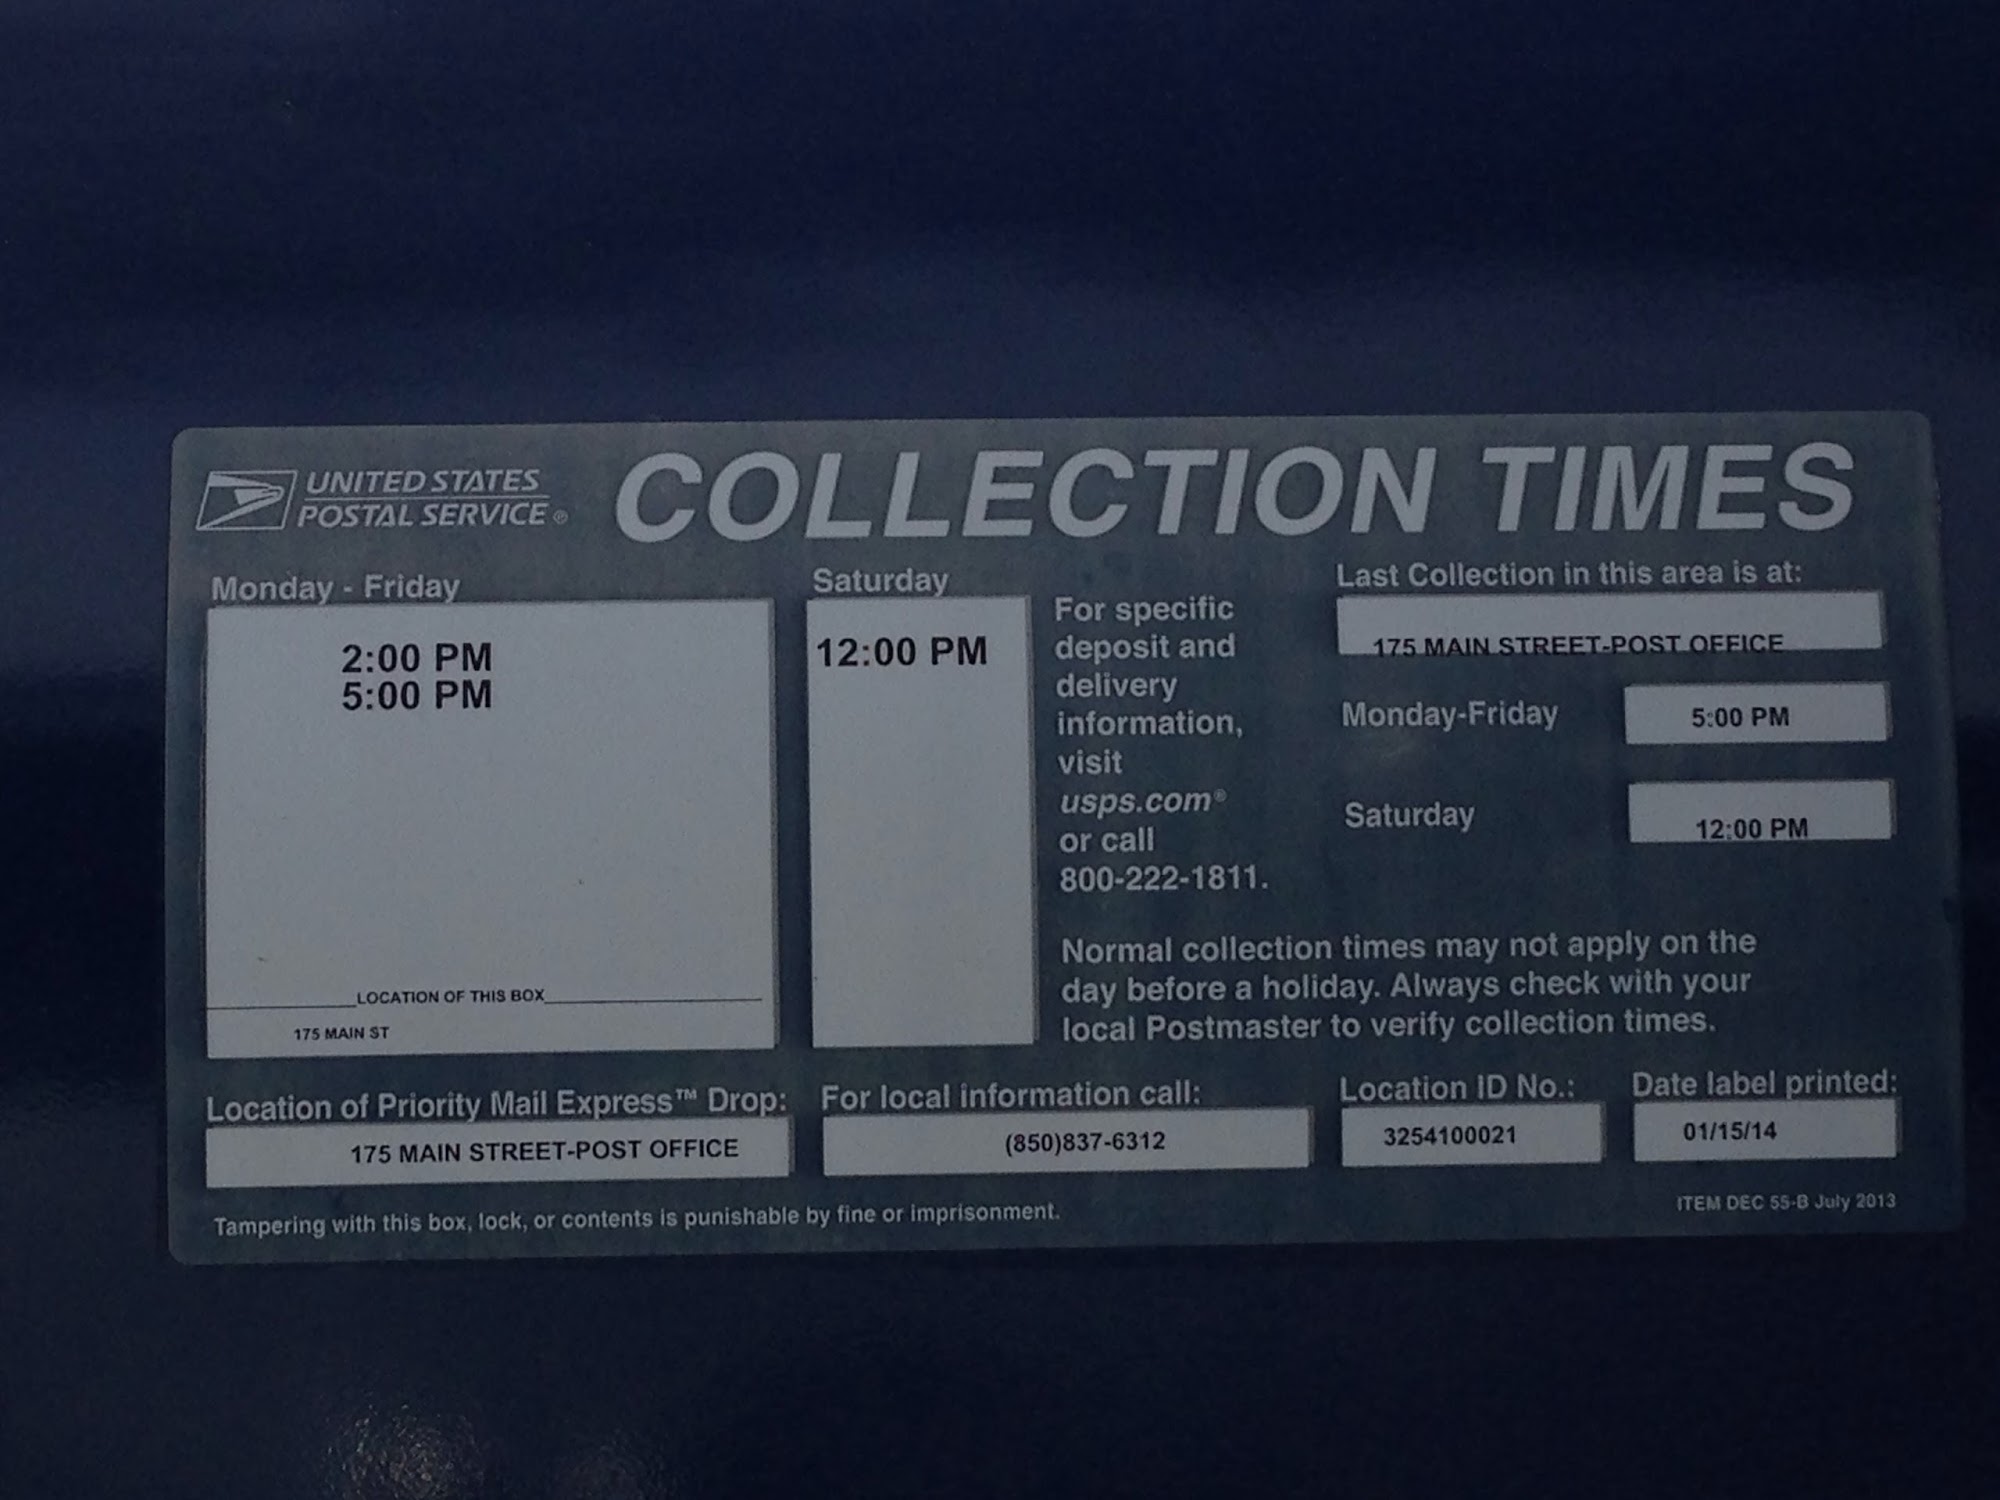 UNITED STATES
POSTAL SERVICE®
COLLECTION TIMES
Monday - Friday
2:00 PM
5:00 PM
LOCATION OF THIS BOX
175 MAIN ST
Saturday
12:00 PM
For specific
deposit and
delivery
information,
visit
usps.com®
or call
800-222-1811.
Last Collection in this area is at:
175 MAIN STREET-POST OFFICE
Monday-Friday
5:00 PM
Saturday
12:00 PM
Normal collection times may not apply on the
day before a holiday. Always check with your
local Postmaster to verify collection times.
Location of Priority Mail Express™ Drop:
175 MAIN STREET-POST OFFICE
For local information call:
(850)837-6312
Location ID No.:
3254100021
Date label printed:
01/15/14
Tampering with this box, lock, or contents is punishable by fine or imprisonment.
ITEM DEC 55-B July 2013